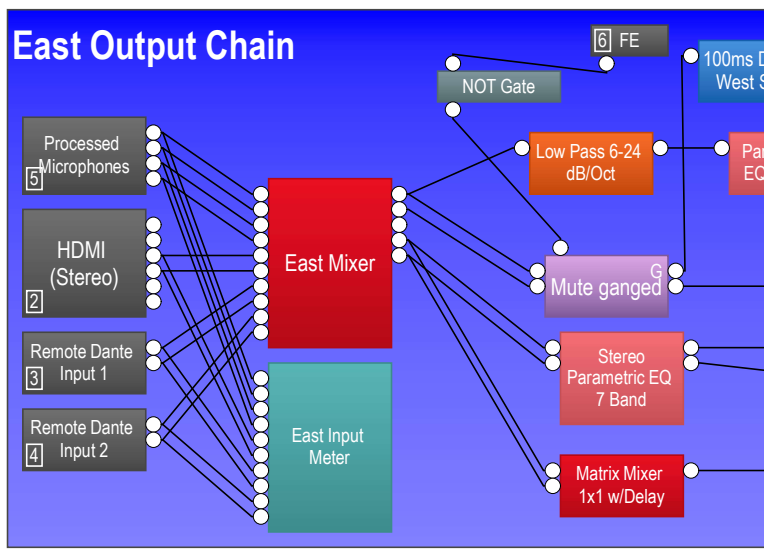 East Output Chain
6 FE
NOT Gate
100ms D
West S
Processed
Microphones
5
Low Pass 6-24
dB/Oct
Par
EQ
HDMI
(Stereo)
2
East Mixer
G
Mute ganged
Remote Dante
Input 1
3
Stereo
Parametric EQ
7 Band
Remote Dante
Input 2
4
East Input
Meter
Matrix Mixer
1x1 w/Delay